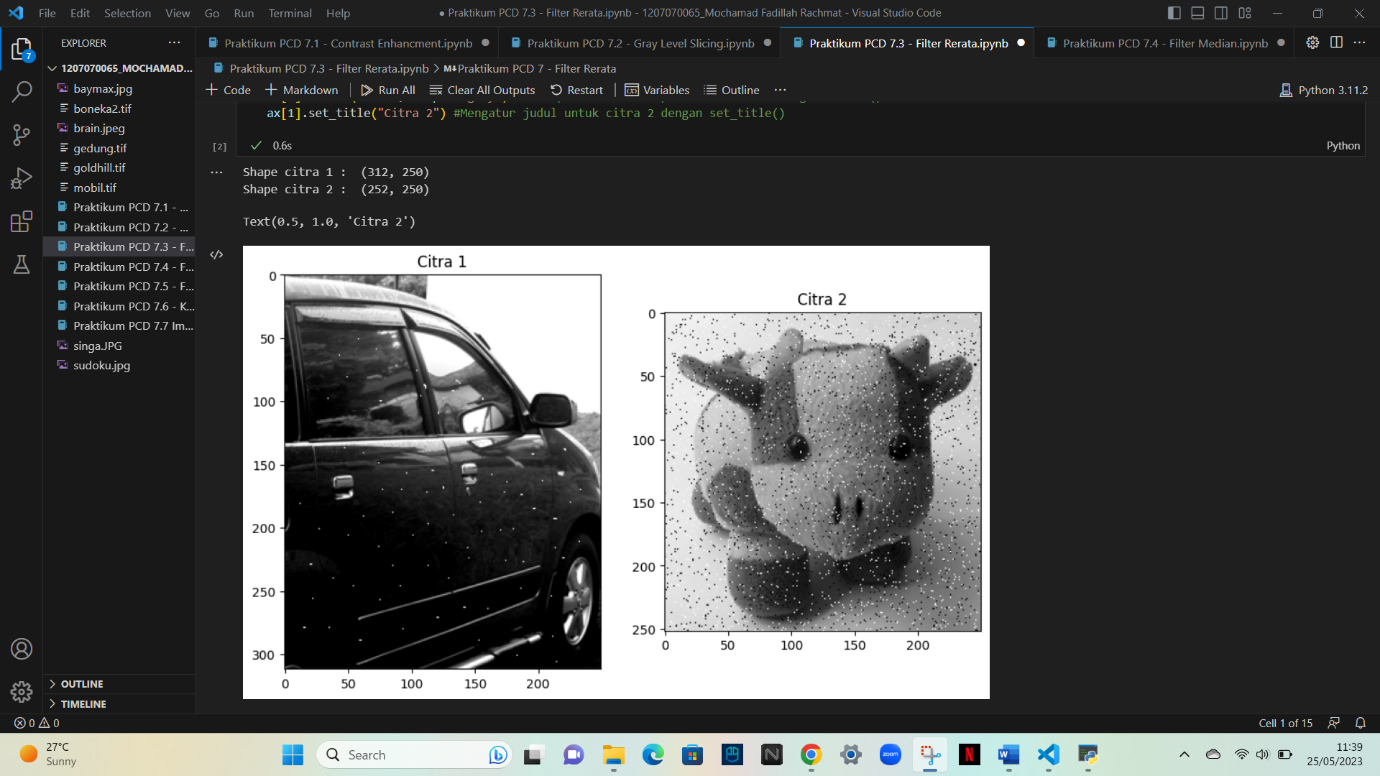 File Edit Selection View Go Run Terminal Help
● Praktikum PCD 7.3 - Filter Rerata.ipynb - 1207070065_Mochamad Fadillah Rachmat - Visual Studio Code
7
EXPLORER ···
Praktikum PCD 7.1 - Contrast Enhancment.ipynb ●
Praktikum PCD 7.2 - Gray Level Slicing.ipynb ●
Praktikum PCD 7.3 - Filter Rerata.ipynb ●
Praktikum PCD 7.4 - Filter Median.ipynb ●
1207070065_MOCHAMAD...
baymax.jpg
boneka2.tif
brain.jpeg
gedung.tif
goldhill.tif
mobil.tif
Praktikum PCD 7.1 - ...
Praktikum PCD 7.2 - ...
Praktikum PCD 7.3 - F...
Praktikum PCD 7.4 - F...
Praktikum PCD 7.5 - F...
Praktikum PCD 7.6 - K...
Praktikum PCD 7.7 Im...
singa.JPG
sudoku.jpg
OUTLINE
TIMELINE
Praktikum PCD 7.3 - Filter Rerata.ipynb > M↓Praktikum PCD 7 - Filter Rerata
+ Code + Markdown Run All Clear All Outputs Restart Variables Outline ··· Python 3.11.2
ax[1].set_title("Citra 2") #Mengatur judul untuk citra 2 dengan set_title()
[2] ✓ 0.6s Python
Shape citra 1 :  (312, 250)
Shape citra 2 :  (252, 250)
Text(0.5, 1.0, 'Citra 2')
Citra 1
0
50
100
150
200
250
300
0 50 100 150 200
Citra 2
0
50
100
150
200
250
0 50 100 150 200
0 0
Cell 1 of 15
27°C
Sunny
Search
zoom
N
W
11:39
25/05/2023